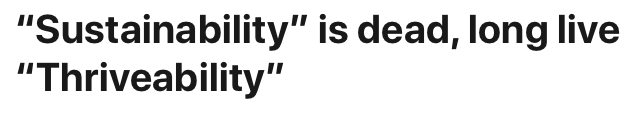 “Sustainability” is dead, long live
“Thriveability”